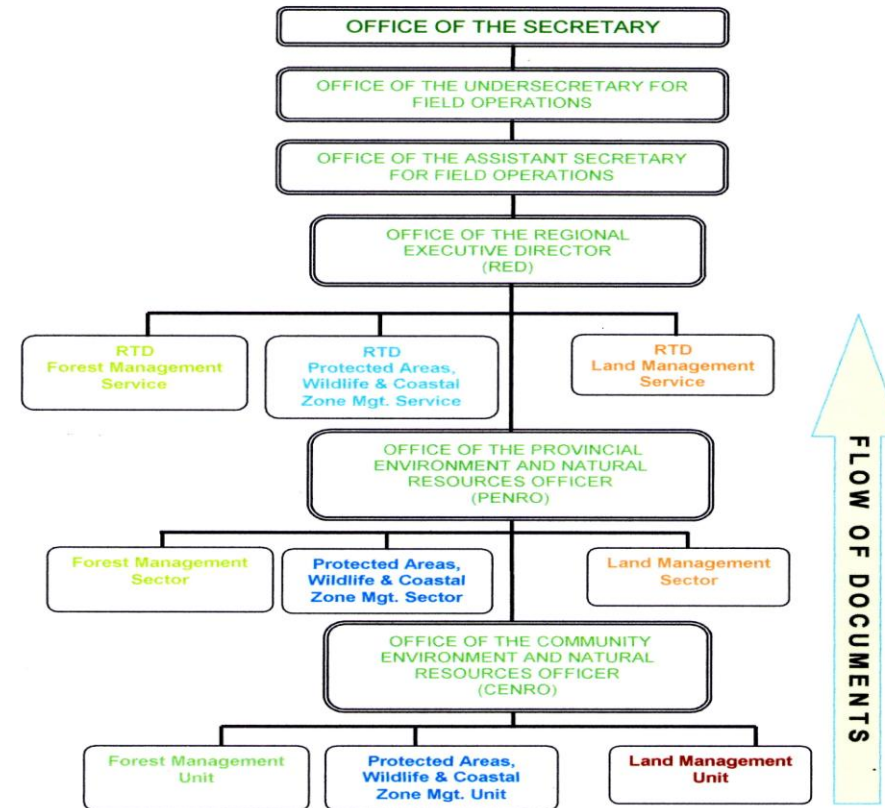 OFFICE OF THE SECRETARY
OFFICE OF THE UNDERSECRETARY FOR
FIELD OPERATIONS
OFFICE OF THE ASSISTANT SECRETARY
FOR FIELD OPERATIONS
OFFICE OF THE REGIONAL
EXECUTIVE DIRECTOR
(RED)
RTD
Forest Management
Service
RTD
Protected Areas,
Wildlife & Coastal
Zone Mgt. Service
RTD
Land Management
Service
OFFICE OF THE PROVINCIAL
ENVIRONMENT AND NATURAL
RESOURCES OFFICER
(PENRO)
Forest Management
Sector
Protected Areas,
Wildlife & Coastal
Zone Mgt. Sector
Land Management
Sector
OFFICE OF THE COMMUNITY
ENVIRONMENT AND NATURAL
RESOURCES OFFICER
(CENRO)
Forest Management
Unit
Protected Areas,
Wildlife & Coastal
Zone Mgt. Unit
Land Management
Unit
FLOW OF DOCUMENTS